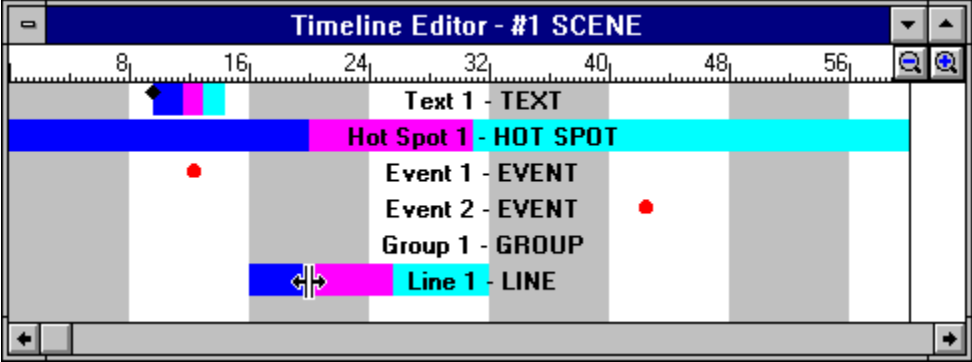 Timeline Editor - #1 SCENE
8 16 24 32 40 48 56
Text 1 - TEXT
Hot Spot 1 - HOT SPOT
Event 1 - EVENT
Event 2 - EVENT
Group 1 - GROUP
Line 1 - LINE